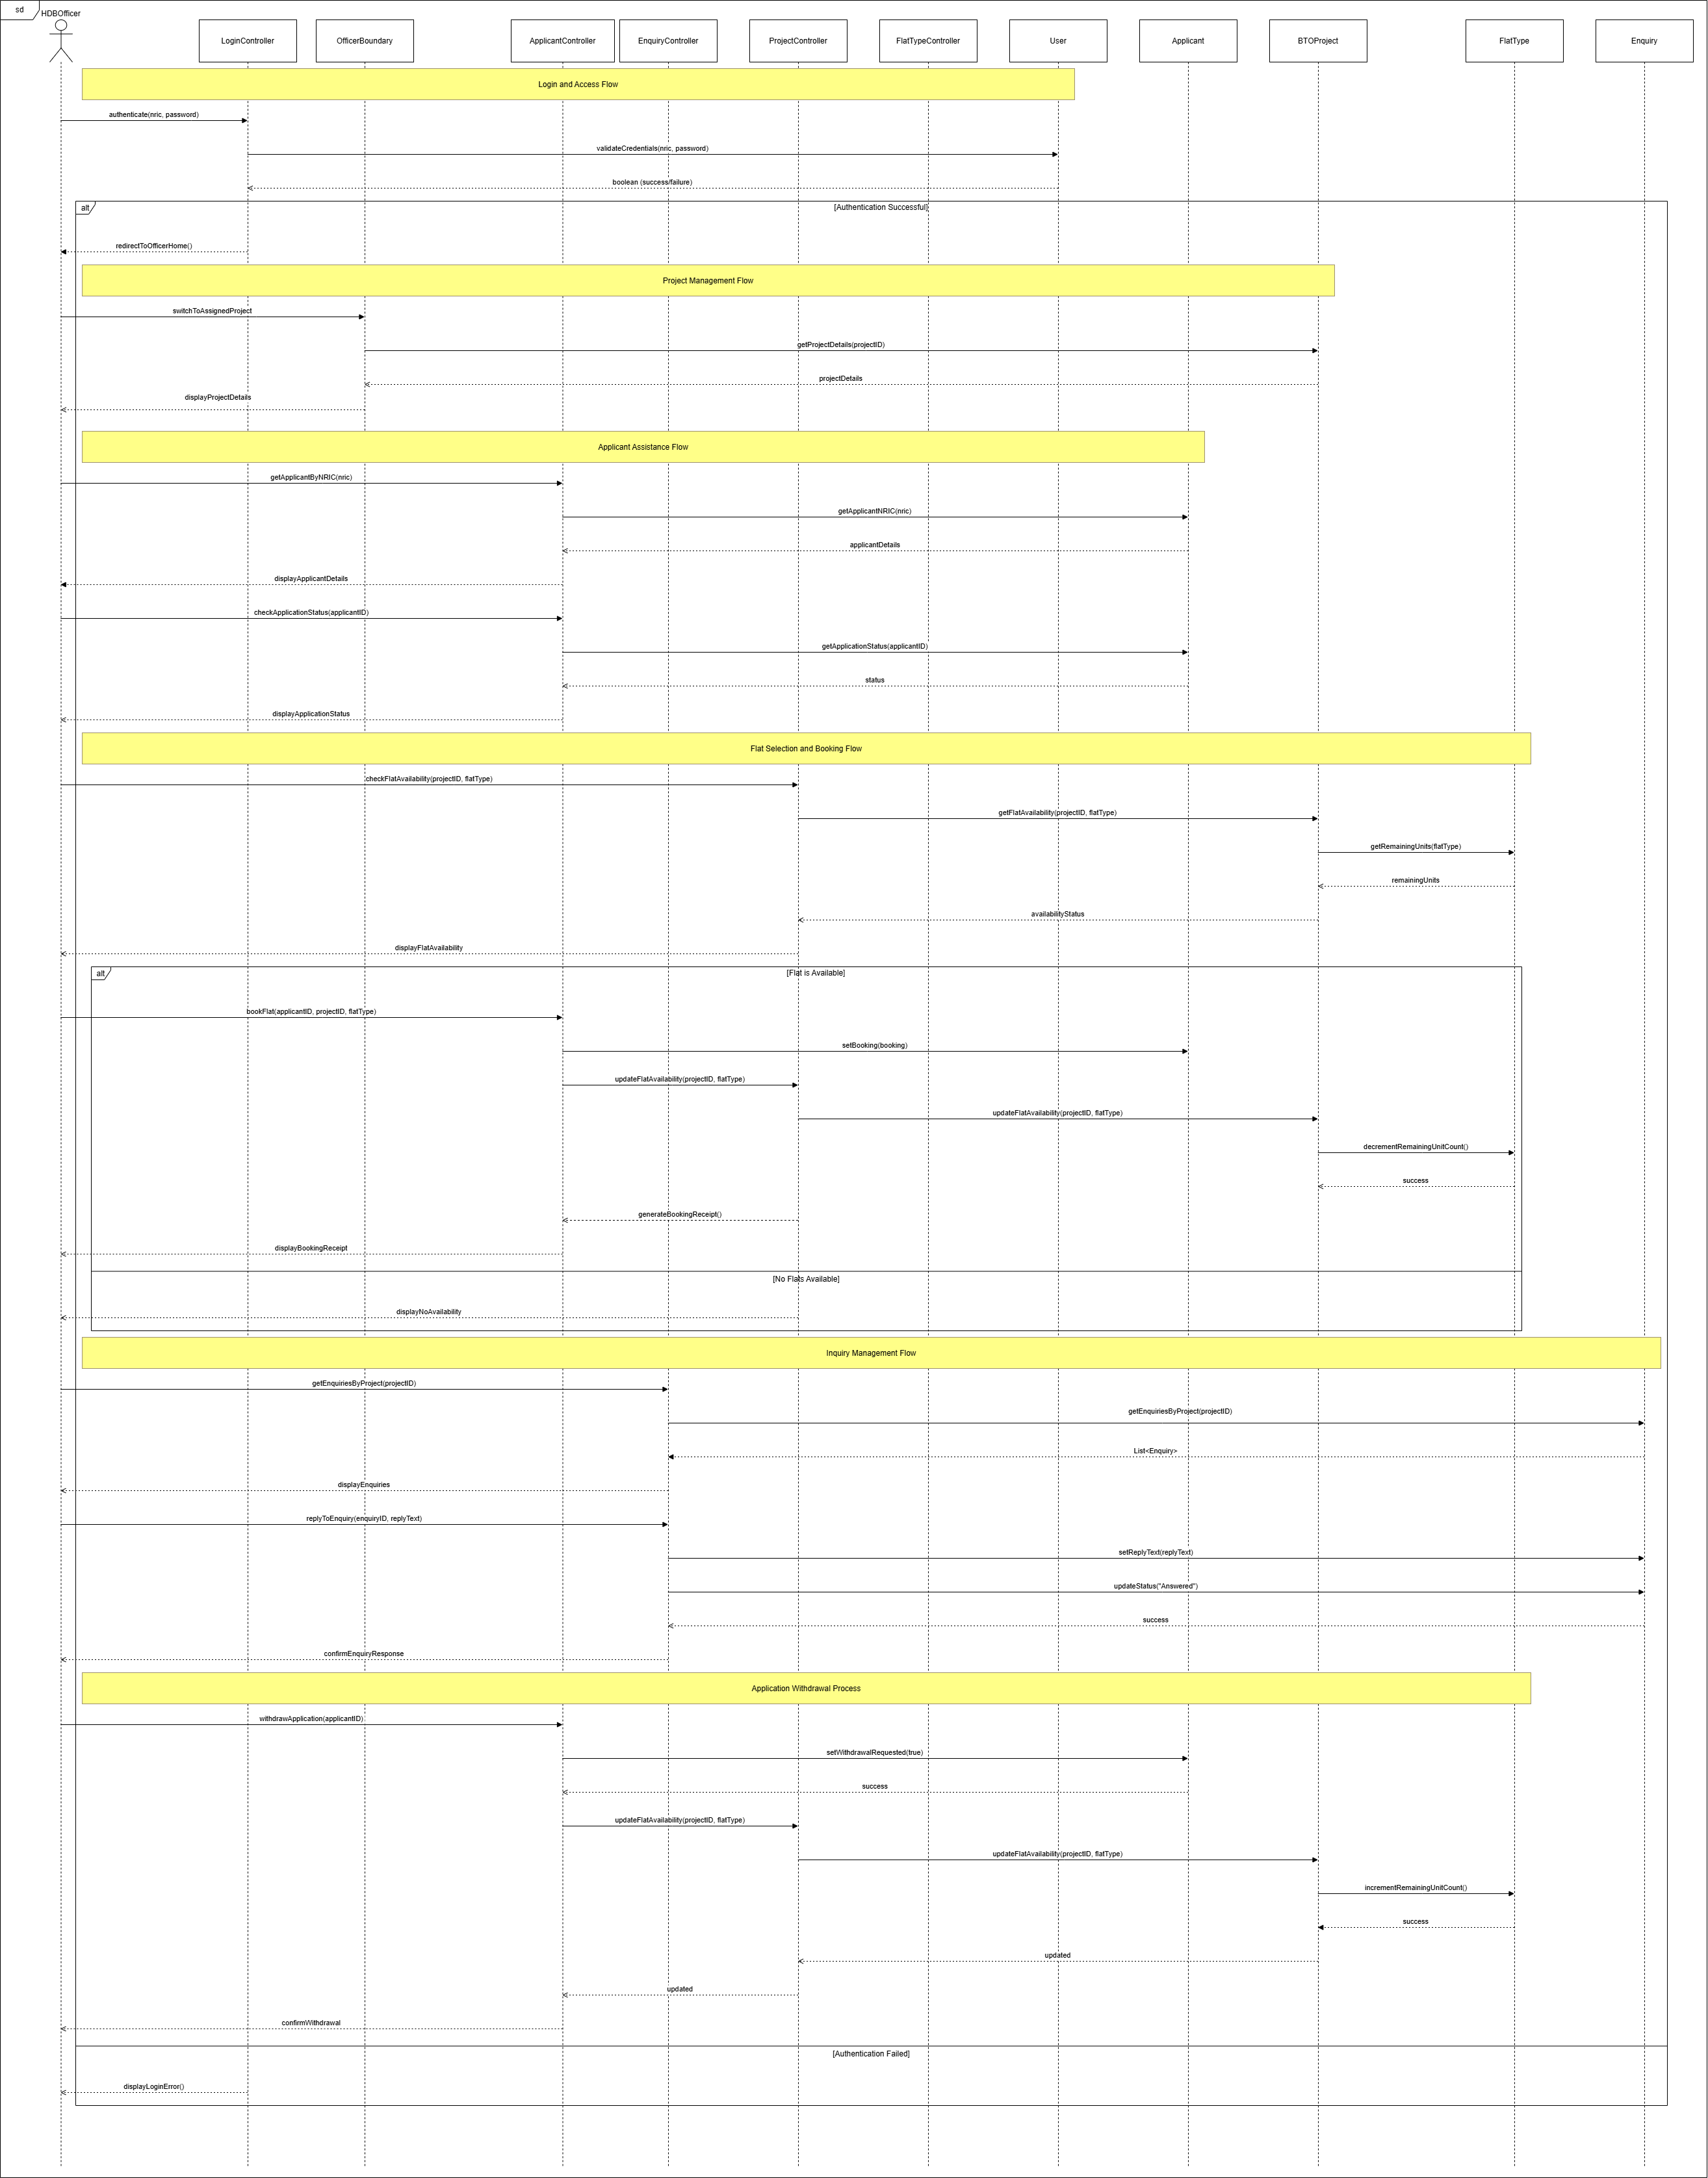 sd
HDBOfficer
LoginController
OfficerBoundary
ApplicantController
EnquiryController
ProjectController
FlatTypeController
User
Applicant
BTOProject
FlatType
Enquiry
Login and Access Flow
authenticate(nric, password)
validateCredentials(nric, password)
boolean (success/failure)
alt
[Authentication Successful]
redirectToOfficerHome()
Project Management Flow
switchToAssignedProject
getProjectDetails(projectID)
projectDetails
displayProjectDetails
Applicant Assistance Flow
getApplicantByNRIC(nric)
getApplicantNRIC(nric)
applicantDetails
displayApplicantDetails
checkApplicationStatus(applicantID)
getApplicationStatus(applicantID)
status
displayApplicationStatus
Flat Selection and Booking Flow
checkFlatAvailability(projectID, flatType)
getFlatAvailability(projectID, flatType)
getRemainingUnits(flatType)
remainingUnits
availabilityStatus
displayFlatAvailability
alt
[Flat is Available]
bookFlat(applicantID, projectID, flatType)
setBooking(booking)
updateFlatAvailability(projectID, flatType)
updateFlatAvailability(projectID, flatType)
decrementRemainingUnitCount()
success
generateBookingReceipt()
displayBookingReceipt
[No Flats Available]
displayNoAvailability
Inquiry Management Flow
getEnquiriesByProject(projectID)
getEnquiriesByProject(projectID)
List<Enquiry>
displayEnquiries
replyToEnquiry(enquiryID, replyText)
setReplyText(replyText)
updateStatus("Answered")
success
confirmEnquiryResponse
Application Withdrawal Process
withdrawApplication(applicantID)
setWithdrawalRequested(true)
success
updateFlatAvailability(projectID, flatType)
updateFlatAvailability(projectID, flatType)
incrementRemainingUnitCount()
success
updated
updated
confirmWithdrawal
[Authentication Failed]
displayLoginError()